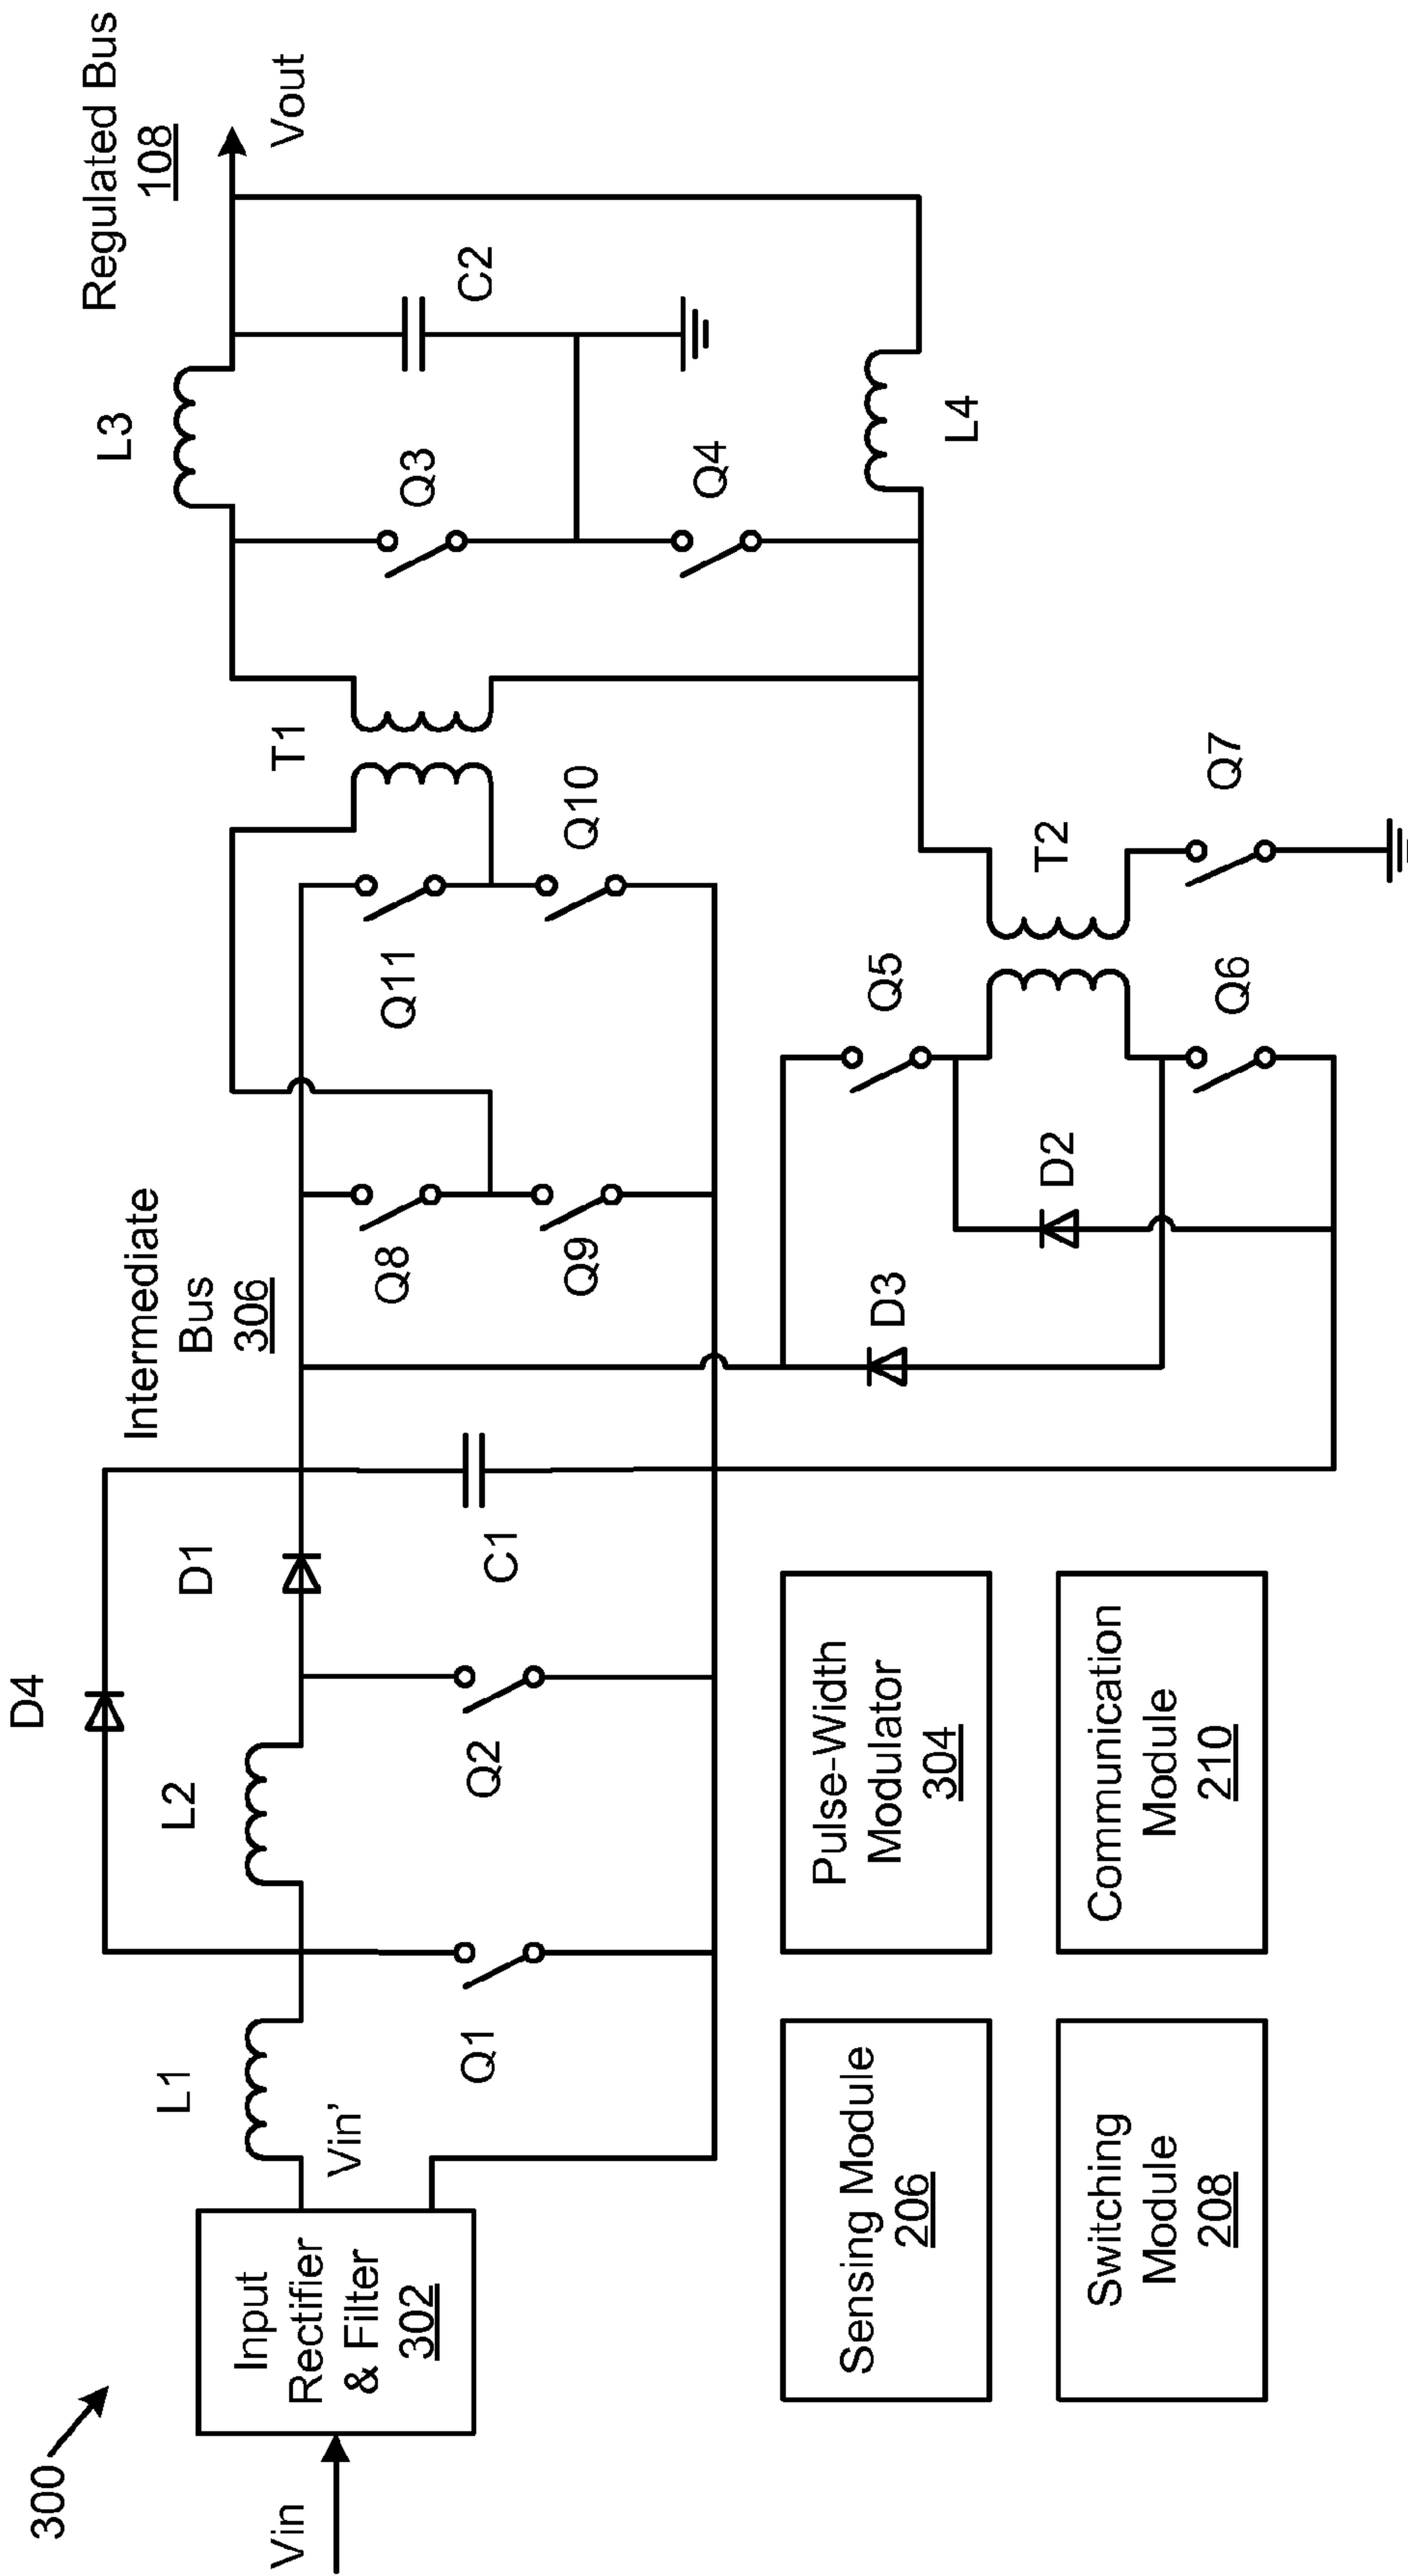 300
Vin
Input
Rectifier
& Filter
302
Vin'
L1
Q1
L2
Q2
D4
D1
C1
Intermediate
Bus
306
Q8
Q9
Q11
Q10
T1
L3
Q3
Q4
C2
L4
Regulated Bus
108
Vout
D3
D2
Q5
Q6
T2
Q7
Sensing Module
206
Pulse-Width
Modulator
304
Switching
Module
208
Communication
Module
210